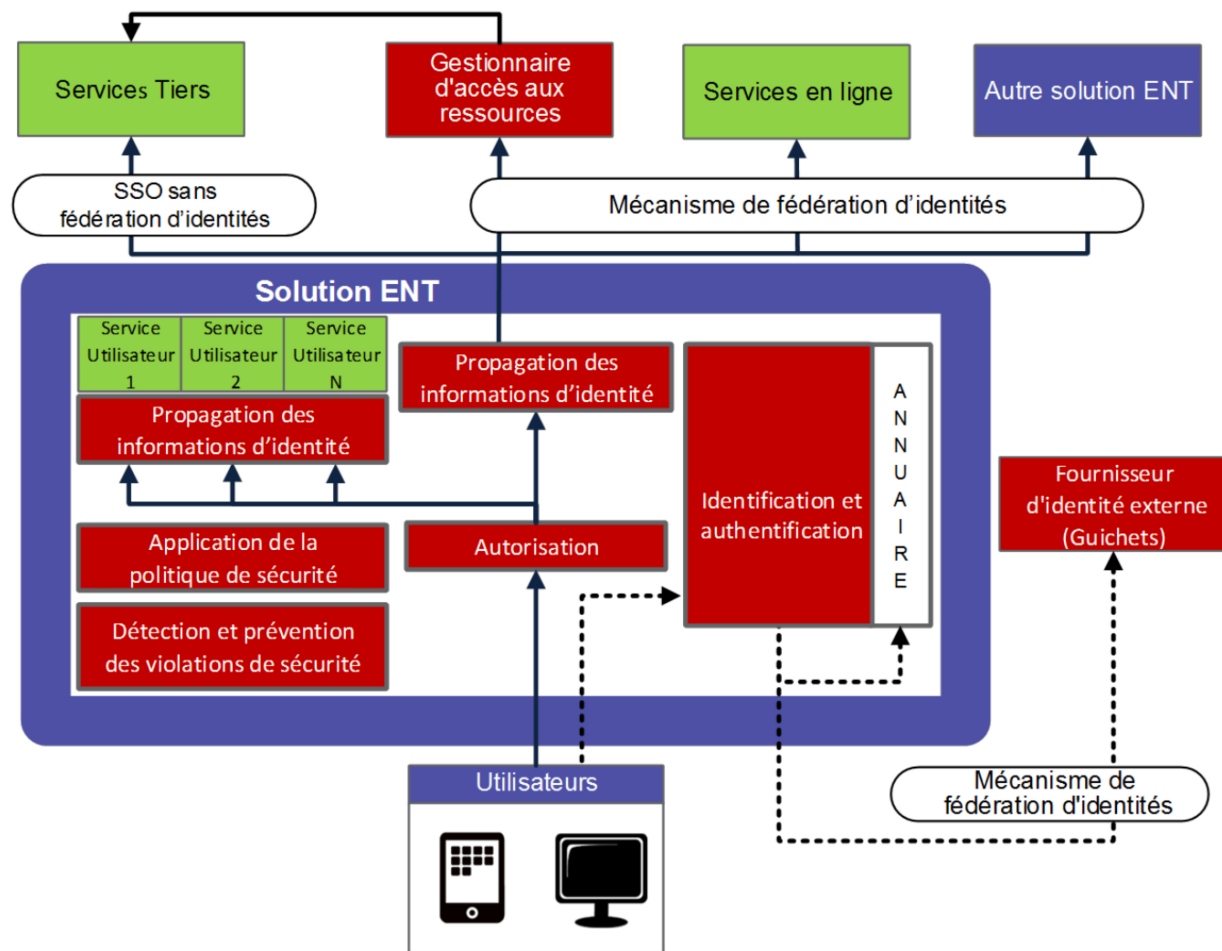 Services Tiers
Gestionnaire
d'accès aux
ressources
Services en ligne
Autre solution ENT
SSO sans
fédération d’identités
Mécanisme de fédération d’identités
Solution ENT
Service
Utilisateur
1
Service
Utilisateur
2
Service
Utilisateur
N
Propagation des
informations d’identité
Propagation des
informations d’identité
Identification et
authentification
A
N
N
U
A
I
R
E
Fournisseur
d'identité externe
(Guichets)
Application de la
politique de sécurité
Autorisation
Détection et prévention
des violations de sécurité
Utilisateurs
Mécanisme de
fédération d'identités